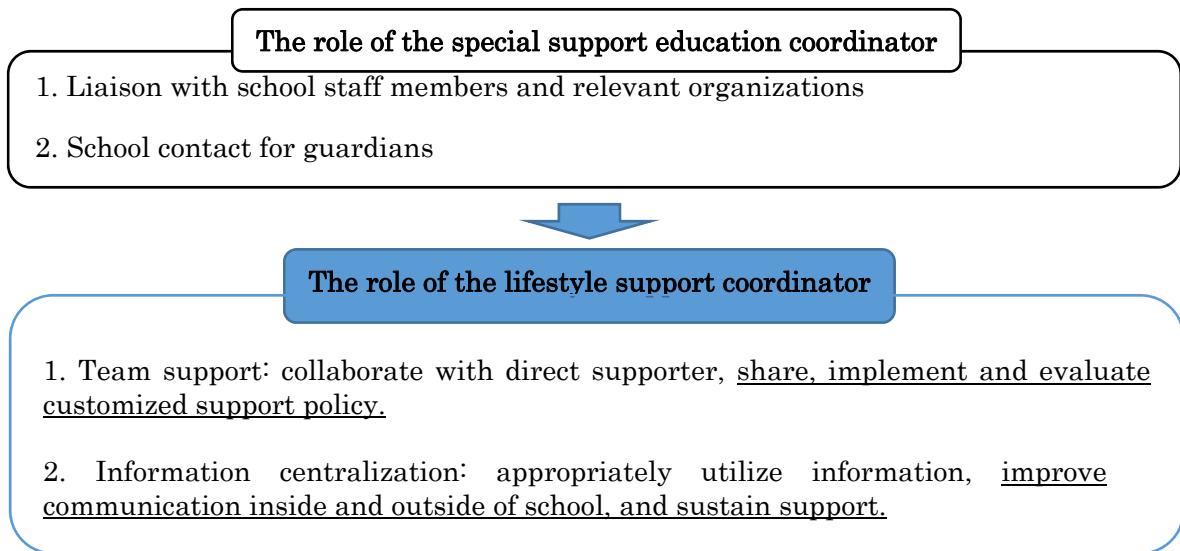 The role of the special support education coordinator
1. Liaison with school staff members and relevant organizations
2. School contact for guardians
The role of the lifestyle support coordinator
1. Team support: collaborate with direct supporter, share, implement and evaluate
customized support policy.
2. Information centralization: appropriately utilize information, improve
communication inside and outside of school, and sustain support.